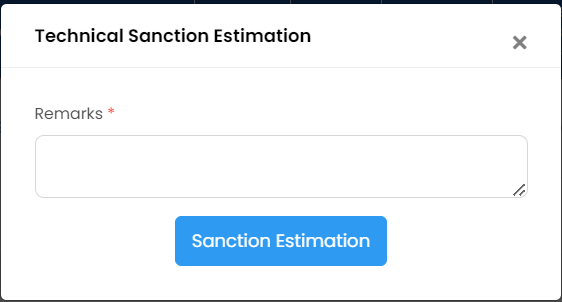 Technical Sanction Estimation
Remarks *
Sanction Estimation